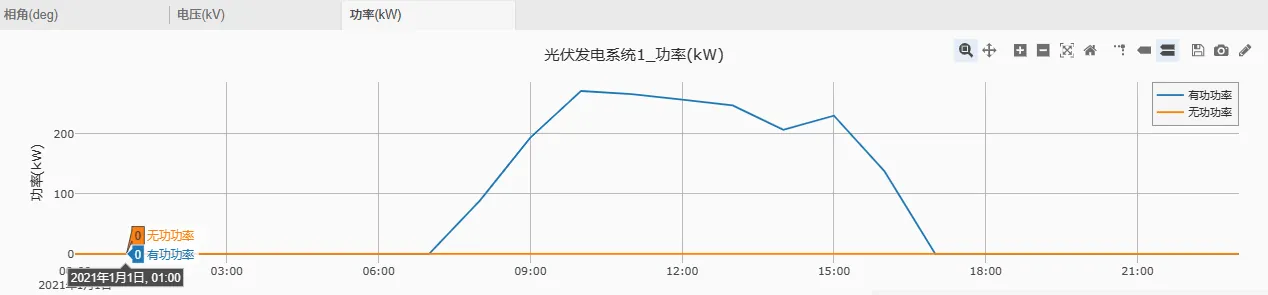 相角(deg)
电压(kV)
功率(kW)
光伏发电系统1_功率(kW)
有功功率
无功功率
功率(kW)
200
100
0
0 无功功率
0 有功功率
03:00
06:00
09:00
12:00
15:00
18:00
21:00
2021年1月1日, 01:00